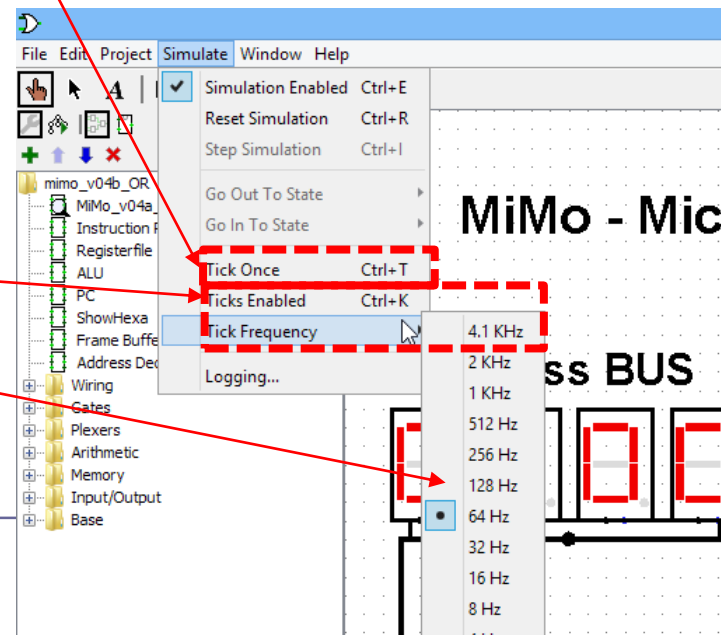 File Edit Project Simulate Window Help
A
Simulation Enabled Ctrl+E
Reset Simulation Ctrl+R
Step Simulation Ctrl+I
Go Out To State
Go In To State
Tick Once Ctrl+T
Ticks Enabled Ctrl+K
Tick Frequency
Logging...
mimo_v04b_OR
MiMo_v04a_
Instruction
Registerfile
ALU
PC
ShowHexa
Frame Buffe
Address Dec
Wiring
Gates
Plexers
Arithmetic
Memory
Input/Output
Base
4.1 KHz
2 KHz
1 KHz
512 Hz
256 Hz
128 Hz
64 Hz
32 Hz
16 Hz
8 Hz
MiMo - Mic
ss BUS